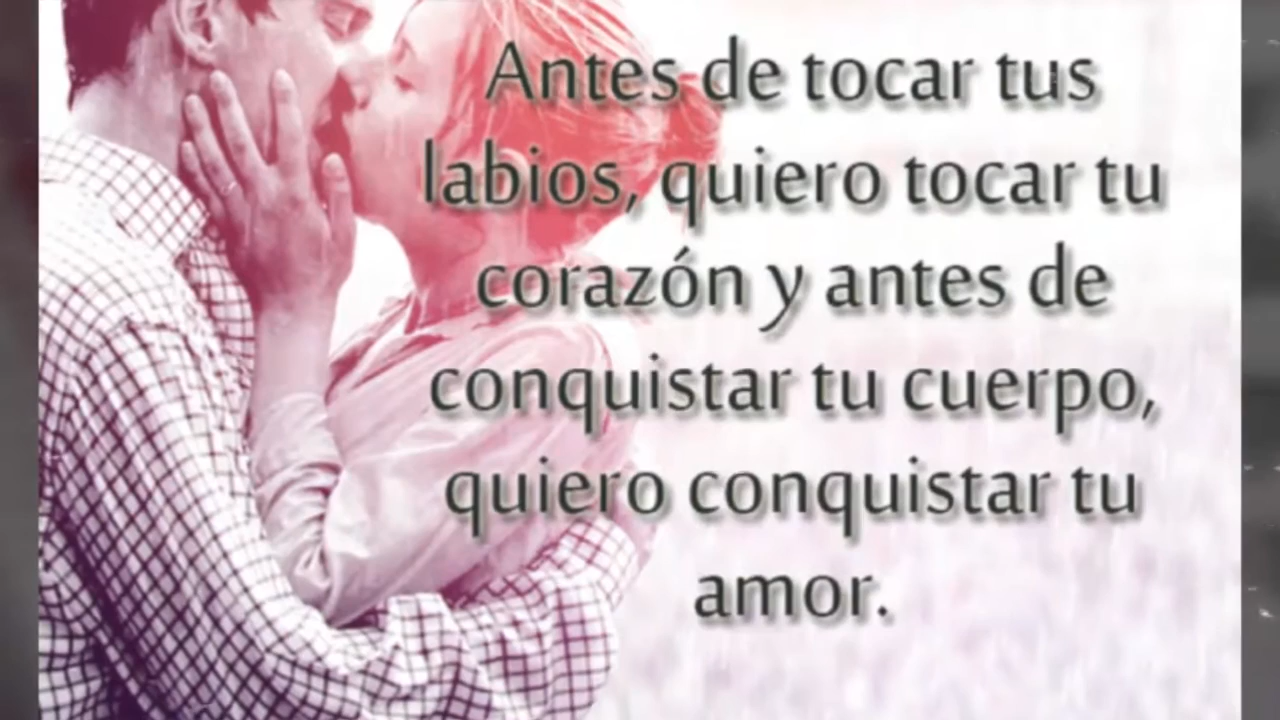 Antes de tocar tus
labios, quiero tocar tu
corazón y antes de
conquistar tu cuerpo,
quiero conquistar tu
amor.